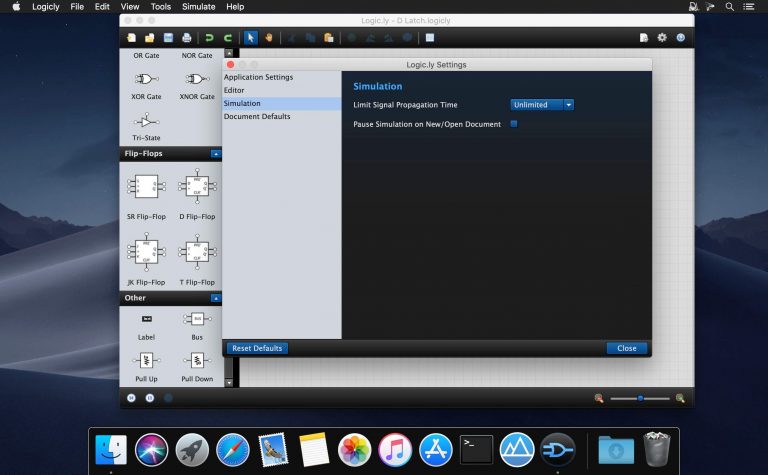 Logicly File Edit View Tools Simulate Help
Logic.ly - D Latch.logicly
OR Gate NOR Gate
XOR Gate XNOR Gate
Tri-State
Flip-Flops
SR Flip-Flop D Flip-Flop
JK Flip-Flop T Flip-Flop
Other
Label Bus
Pull Up Pull Down
Logic.ly Settings
Application Settings
Editor
Simulation
Document Defaults
Simulation
Limit Signal Propagation Time Unlimited
Pause Simulation on New/Open Document
Reset Defaults Close